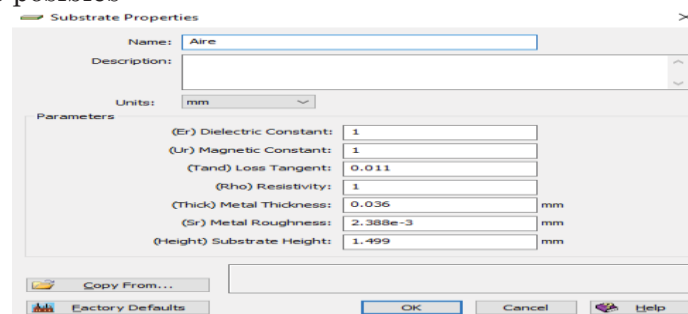 posibles
Substrate Properties
Name: Aire
Description:
Units: mm
Parameters
(Er) Dielectric Constant: 1
(Ur) Magnetic Constant: 1
(Tand) Loss Tangent: 0.011
(Rho) Resistivity: 1
(Thick) Metal Thickness: 0.036 mm
(Sr) Metal Roughness: 2.388e-3 mm
(Height) Substrate Height: 1.499 mm
Copy From...
Factory Defaults OK Cancel Help